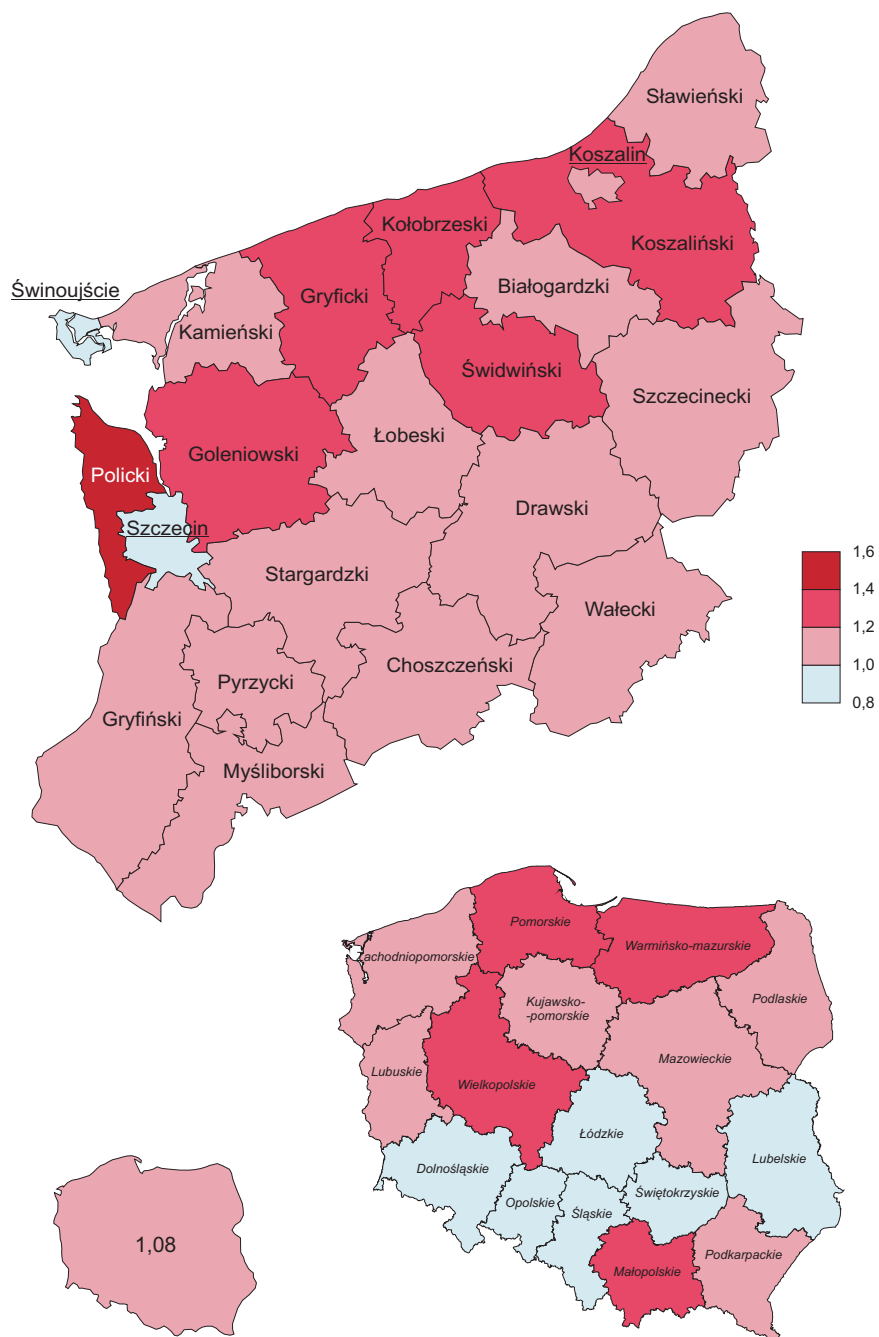 Sławieński
Koszalin
Kołobrzeski
Koszaliński
Białogardzki
Świnoujście
Gryficki
Kamieński
Świdwiński
Szczecinecki
Łobeski
Goleniowski
Policki
Drawski
Szczecin
Stargardzki
Wałecki
Choszczeński
Pyrzycki
Gryfiński
Myśliborski
1,6
1,4
1,2
1,0
0,8
Pomorskie
Warmińsko-mazurskie
achodniopomorskie
Kujawsko-
-pomorskie
Podlaskie
Mazowieckie
Lubuskie
Wielkopolskie
Łódzkie
Lubelskie
Dolnośląskie
Opolskie
Śląskie
Świętokrzyskie
Podkarpackie
Małopolskie
1,08